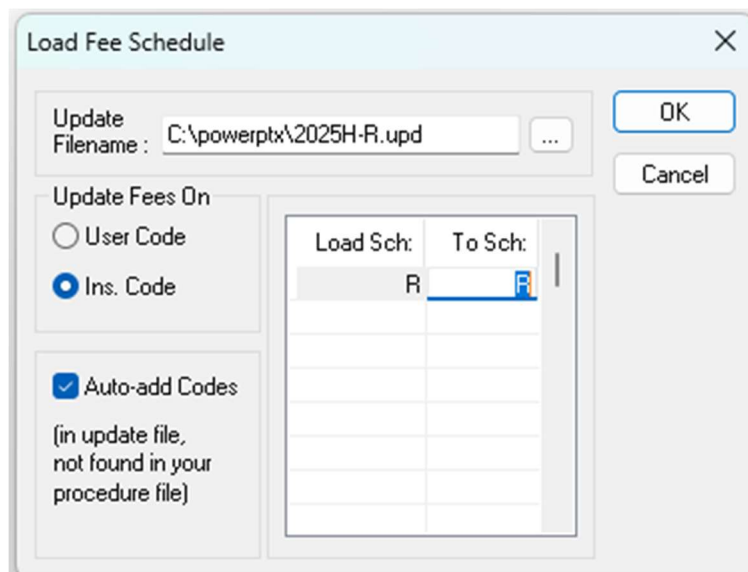 Load Fee Schedule
OK
Update
Filename :
C:\powerptx\2025H-R.upd
...
Cancel
Update Fees On
User Code
Ins. Code
Load Sch: To Sch:
R R
Auto-add Codes
(in update file,
not found in your
procedure file)